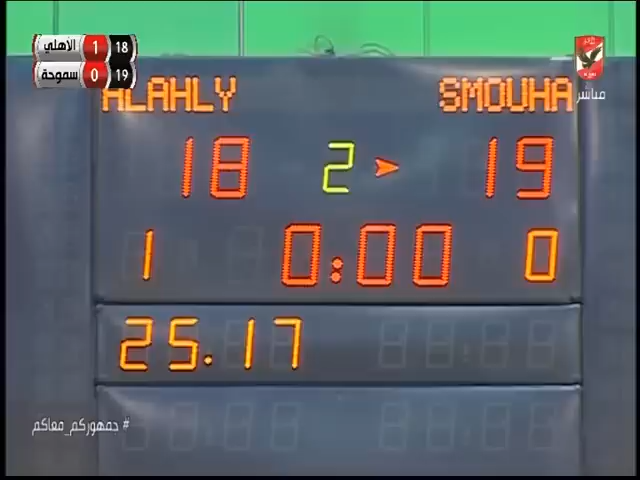 الاهلي 1 18
سموحة 0 19
مباشر
ALAHLY SMOUHA
18 2 19
1 0:00 0
25.17
#جمهوركم_معاكم